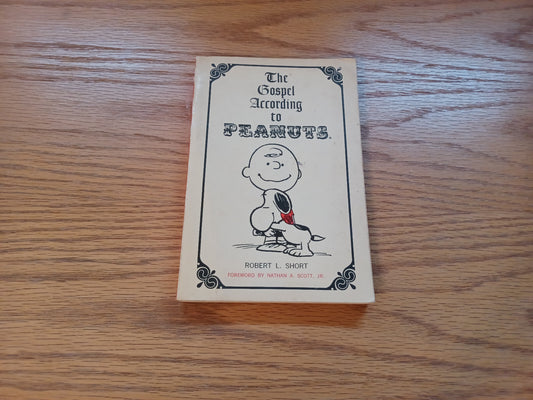 The
Gospel
According
to
PEANUTS.
ROBERT L. SHORT
FOREWORD BY NATHAN A. SCOTT, JR.